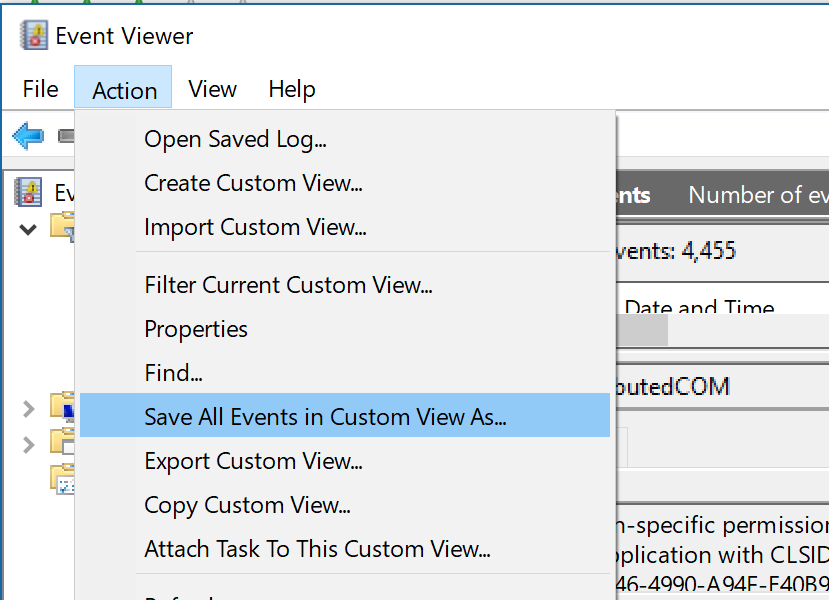 Event Viewer
File Action View Help
Open Saved Log...
Create Custom View...
Import Custom View...
Filter Current Custom View...
Properties
Find...
Save All Events in Custom View As...
Export Custom View...
Copy Custom View...
Attach Task To This Custom View...
Ev
nts Number of ev
vents: 4,455
Date and Time
butedCOM
n-specific permission
pplication with CLSID
46-4990-A94F-F40B9